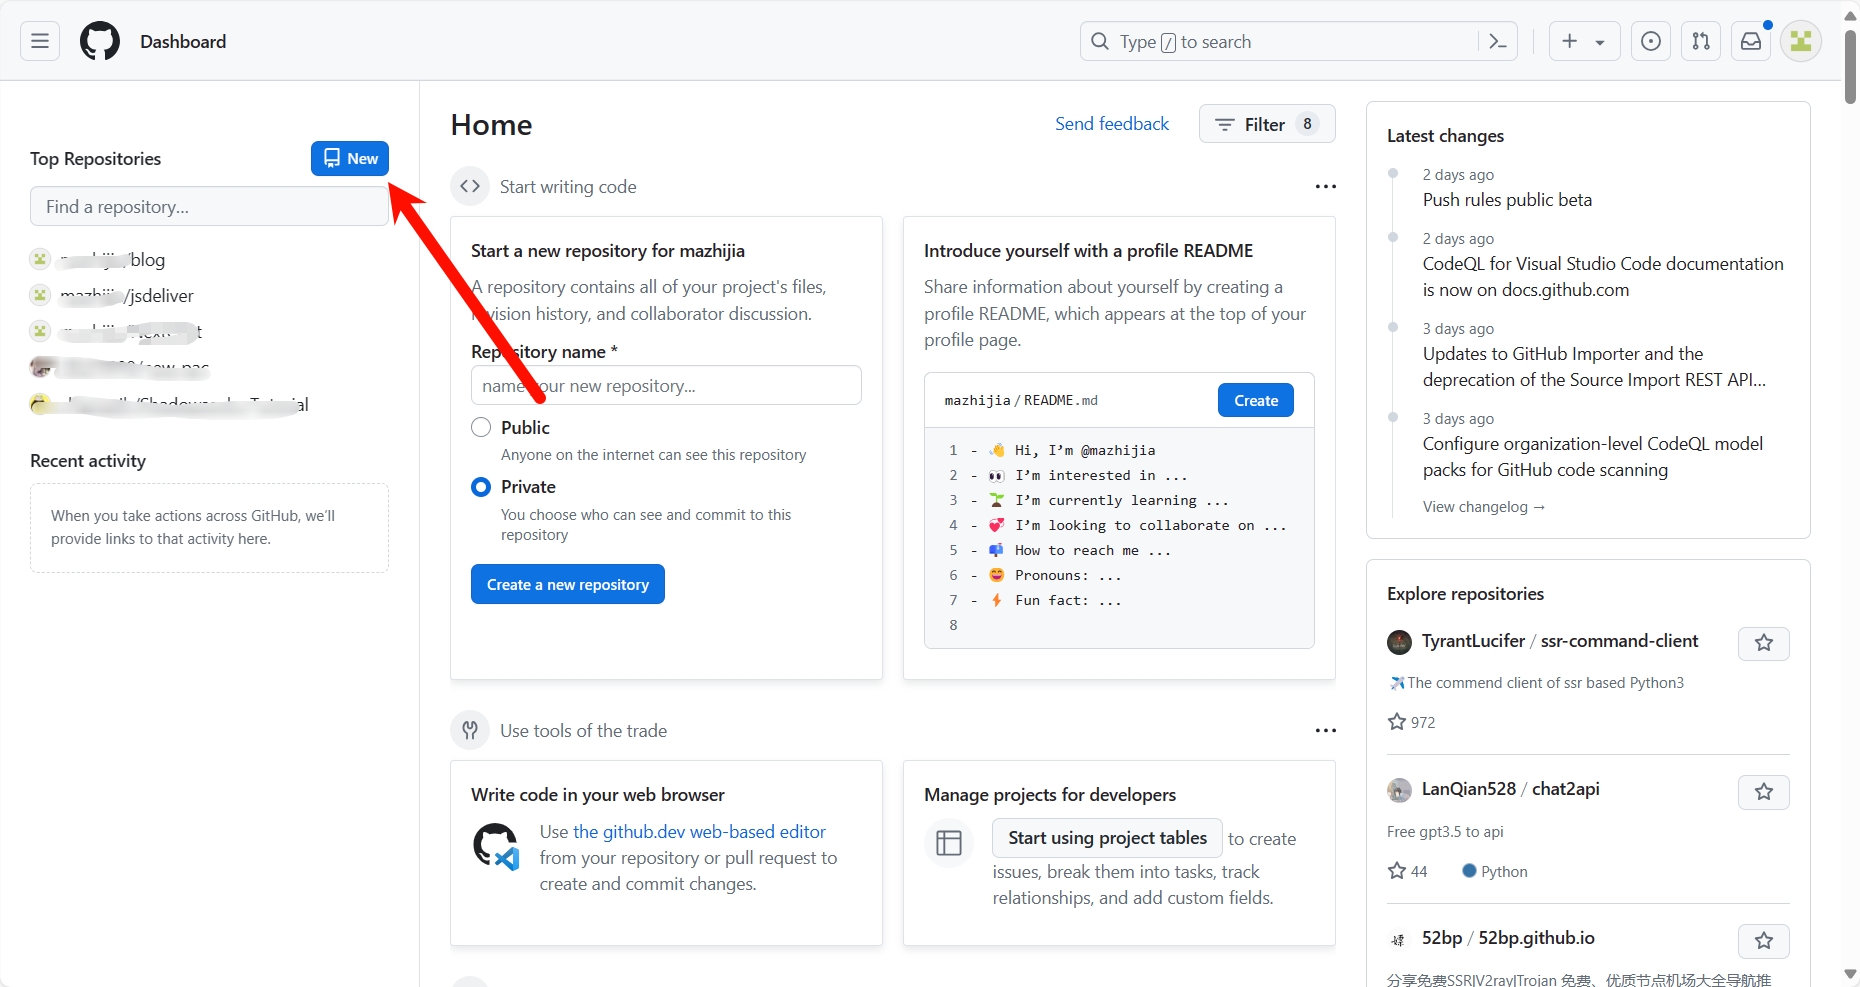 Dashboard
Type / to search
Top Repositories
New
Find a repository...
/blog
/jsdeliver
Recent activity
When you take actions across GitHub, we'll
provide links to that activity here.
Home
Send feedback
Filter 8
Start writing code
Start a new repository for mazhijia
A repository contains all of your project's files,
revision history, and collaborator discussion.
Repository name *
name your new repository...
Public
Anyone on the internet can see this repository
Private
You choose who can see and commit to this
repository
Create a new repository
Introduce yourself with a profile README
Share information about yourself by creating a
profile README, which appears at the top of your
profile page.
mazhijia/README.md
Create
1 - 👋 Hi, I’m @mazhijia
2 - 👀 I’m interested in ...
3 - 🌱 I’m currently learning ...
4 - 💞️ I’m looking to collaborate on ...
5 - 📫 How to reach me ...
6 - 😄 Pronouns: ...
7 - ⚡ Fun fact: ...
8
Use tools of the trade
Write code in your web browser
Use the github.dev web-based editor
from your repository or pull request to
create and commit changes.
Manage projects for developers
Start using project tables to create
issues, break them into tasks, track
relationships, and add custom fields.
Latest changes
2 days ago
Push rules public beta
2 days ago
CodeQL for Visual Studio Code documentation
is now on docs.github.com
3 days ago
Updates to GitHub Importer and the
deprecation of the Source Import REST API...
3 days ago
Configure organization-level CodeQL model
packs for GitHub code scanning
View changelog →
Explore repositories
TyrantLucifer / ssr-command-client
✈️The commend client of ssr based Python3
972
LanQian528 / chat2api
Free gpt3.5 to api
44 Python
52bp / 52bp.github.io
分享免费SSR|V2ray|Trojan 免费、优质节点机场大全导航推